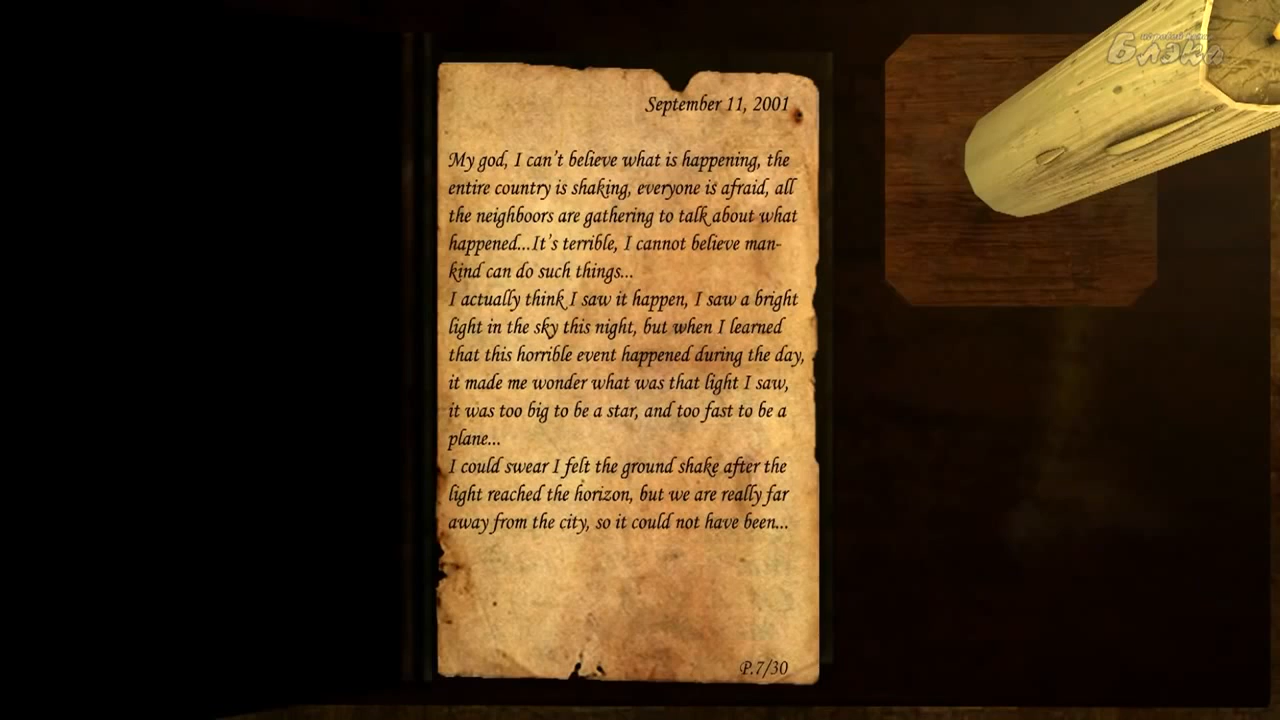 Блэки
September 11, 2001
My god, I can't believe what is happening, the
entire country is shaking, everyone is afraid, all
the neighboors are gathering to talk about what
happened...It's terrible, I cannot believe man-
kind can do such things...
I actually think I saw it happen, I saw a bright
light in the sky this night, but when I learned
that this horrible event happened during the day,
it made me wonder what was that light I saw,
it was too big to be a star, and too fast to be a
plane...
I could swear I felt the ground shake after the
light reached the horizon, but we are really far
away from the city, so it could not have been...
P.7/30